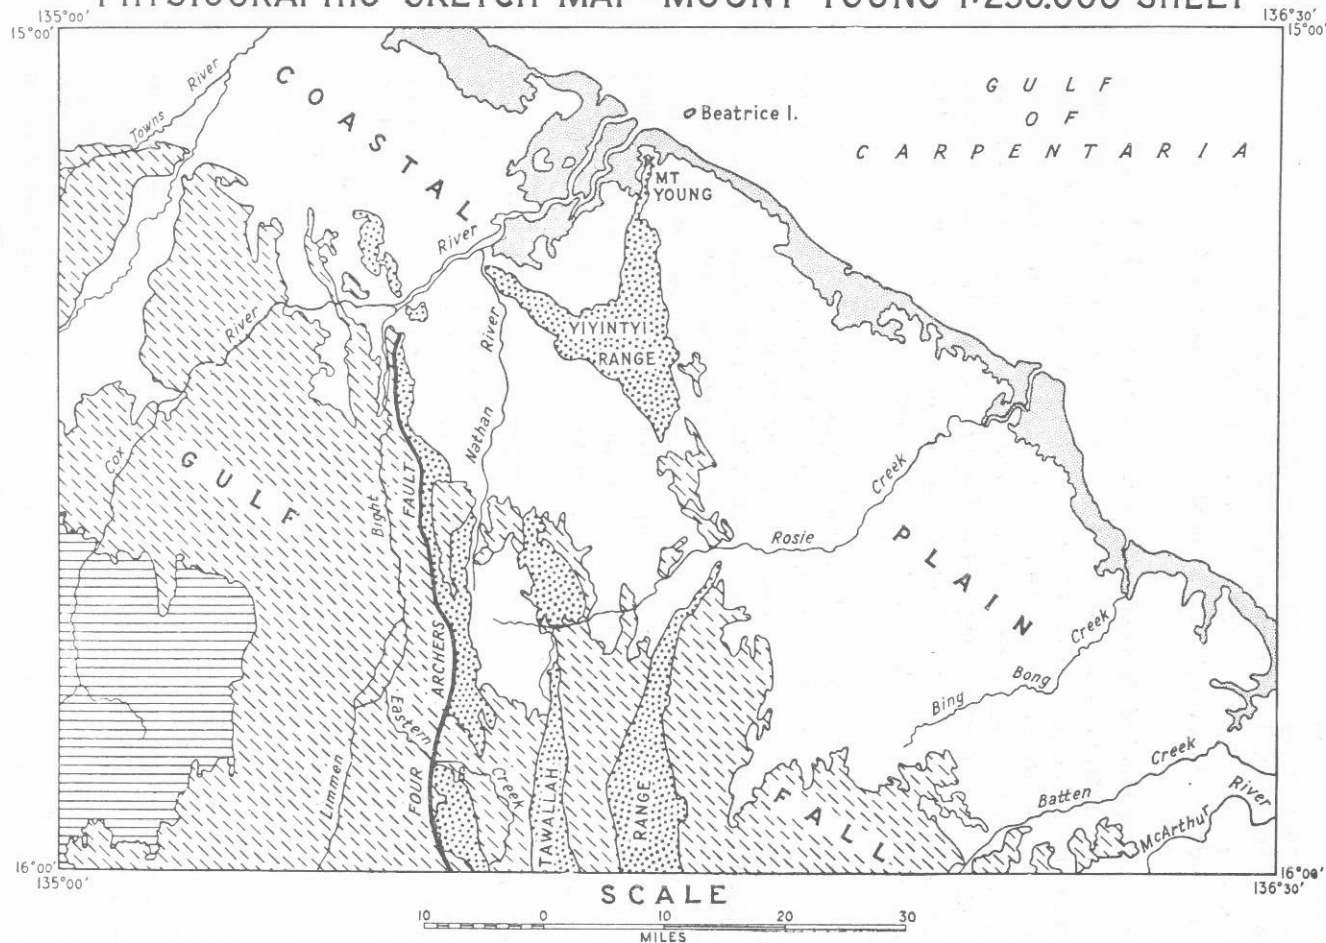 PHYSIOGRAPHIC SKETCH MAP MOUNT YOUNG 1:250,000 SHEET
135°00'
136°30'
15°00'
15°00'
COASTAL
GULF
OF
CARPENTARIA
Towns River
Beatrice I.
MT
YOUNG
River
YIYINTYI
RANGE
River
Nathan
River
Cox
GULF
Bight
FAULT
Creek
Rosie
PLAIN
ARCHERS
Eastern
Creek
Bong
Bing
Creek
FOUR
Creek
Limmen
TAWALLAH
RANGE
FALL
Batten
River
McArthur
16°00'
16°00'
135°00'
136°30'
SCALE
10 0 10 20 30
MILES